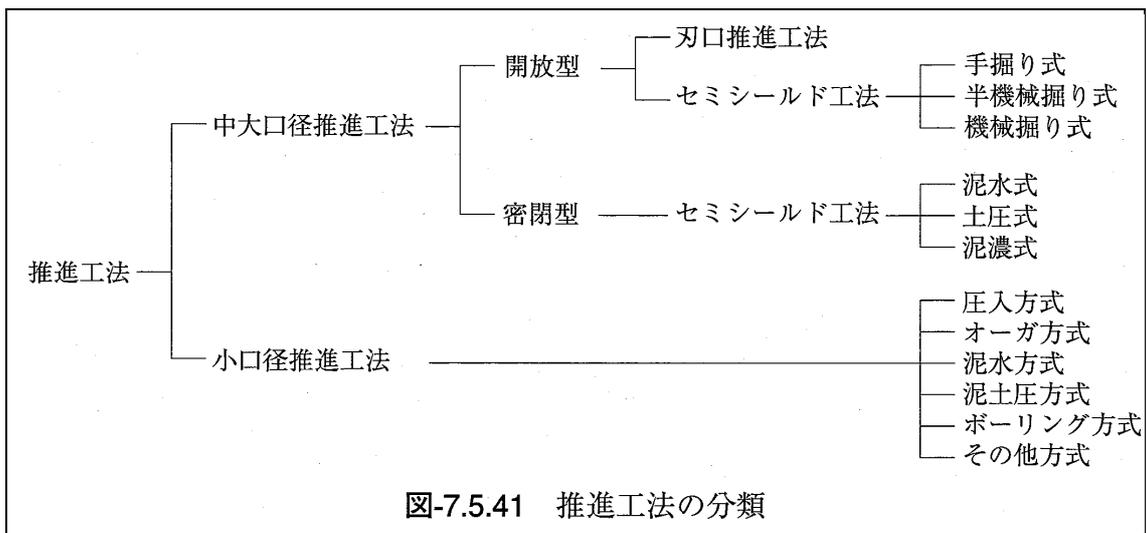 刃口推進工法
開放型
手掘り式
セミシールド工法
半機械掘り式
機械掘り式
中大口径推進工法
泥水式
密閉型
セミシールド工法
土圧式
泥濃式
推進工法
圧入方式
オーガ方式
小口径推進工法
泥水方式
泥土圧方式
ボーリング方式
その他方式
図-7.5.41 推進工法の分類